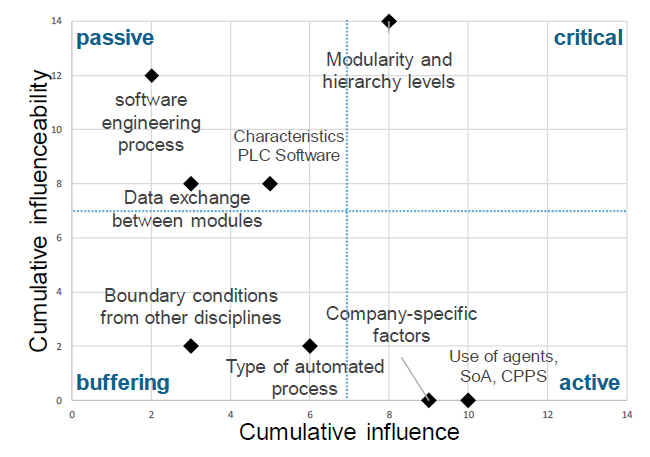 14
passive
critical
Modularity and
hierarchy levels
12
software
engineering
process
10
Characteristics
PLC Software
8
Data exchange
between modules
6
Cumulative influenceability
4
Boundary conditions
from other disciplines
Company-specific
factors
2
Type of automated
process
Use of agents,
SoA, CPPS
buffering
active
0
0 2 4 6 8 10 12 14
Cumulative influence